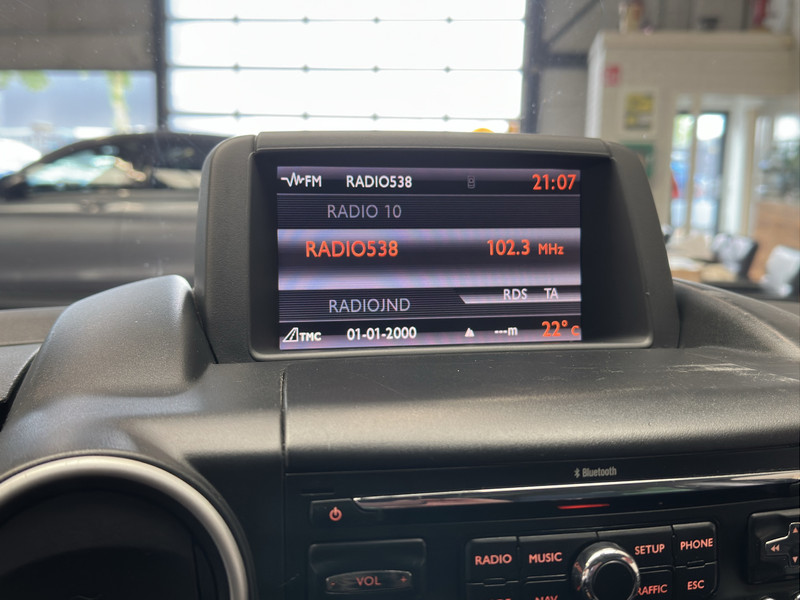 FM RADIO538 21:07
RADIO 10
RADIO538 102.3 MHz
RDS TA
RADIOJND
TMC 01-01-2000 ---m 22° C
Bluetooth
RADIO MUSIC SETUP PHONE
VOL
NAV ESC